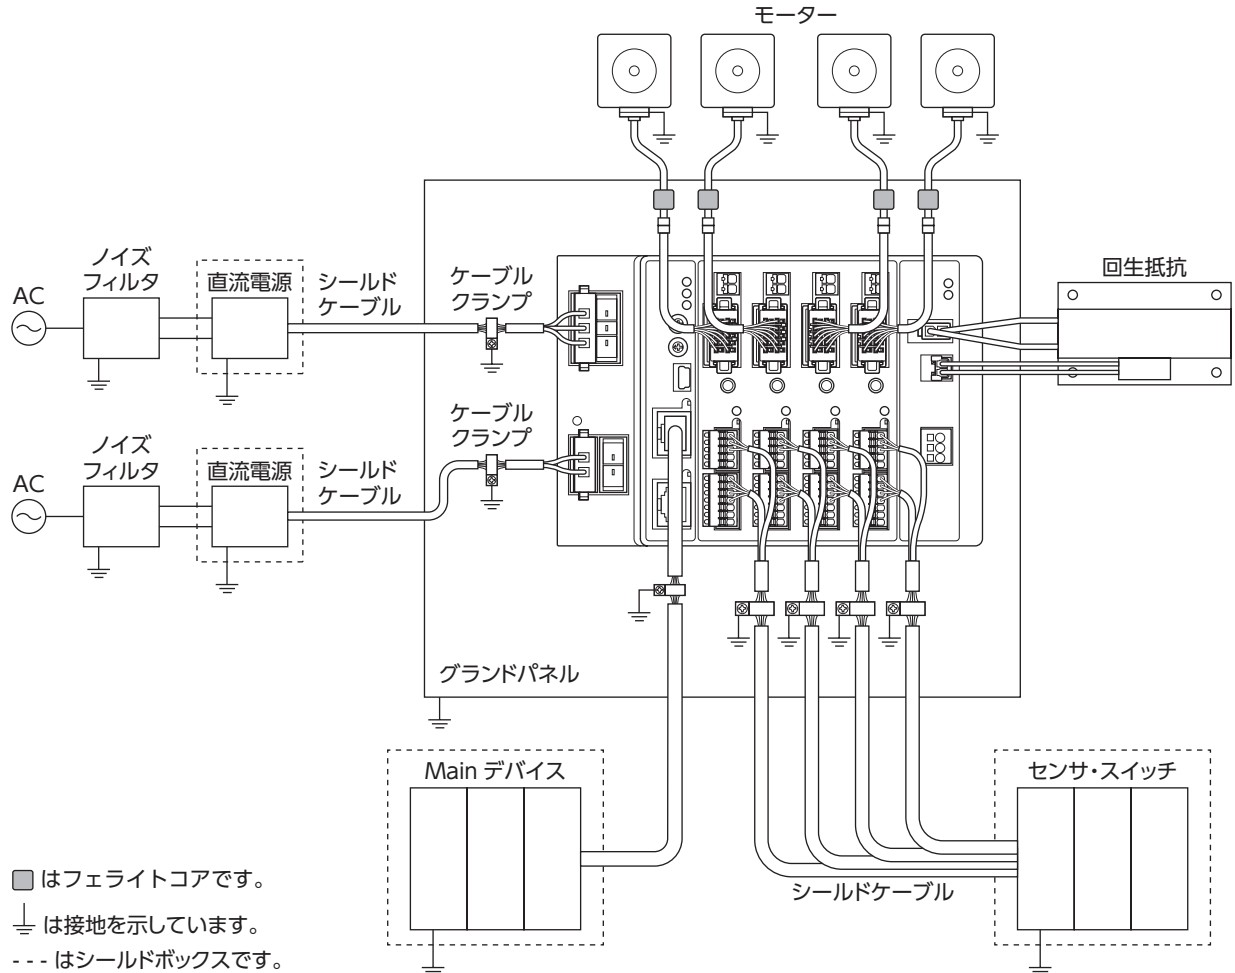 モーター
ノイズ
フィルタ
直流電源
シールド
ケーブル
ケーブル
クランプ
回生抵抗
AC
ノイズ
フィルタ
直流電源
シールド
ケーブル
ケーブル
クランプ
AC
グランドパネル
Main デバイス
センサ・スイッチ
シールドケーブル
はフェライトコアです。
は接地を示しています。
- - - はシールドボックスです。